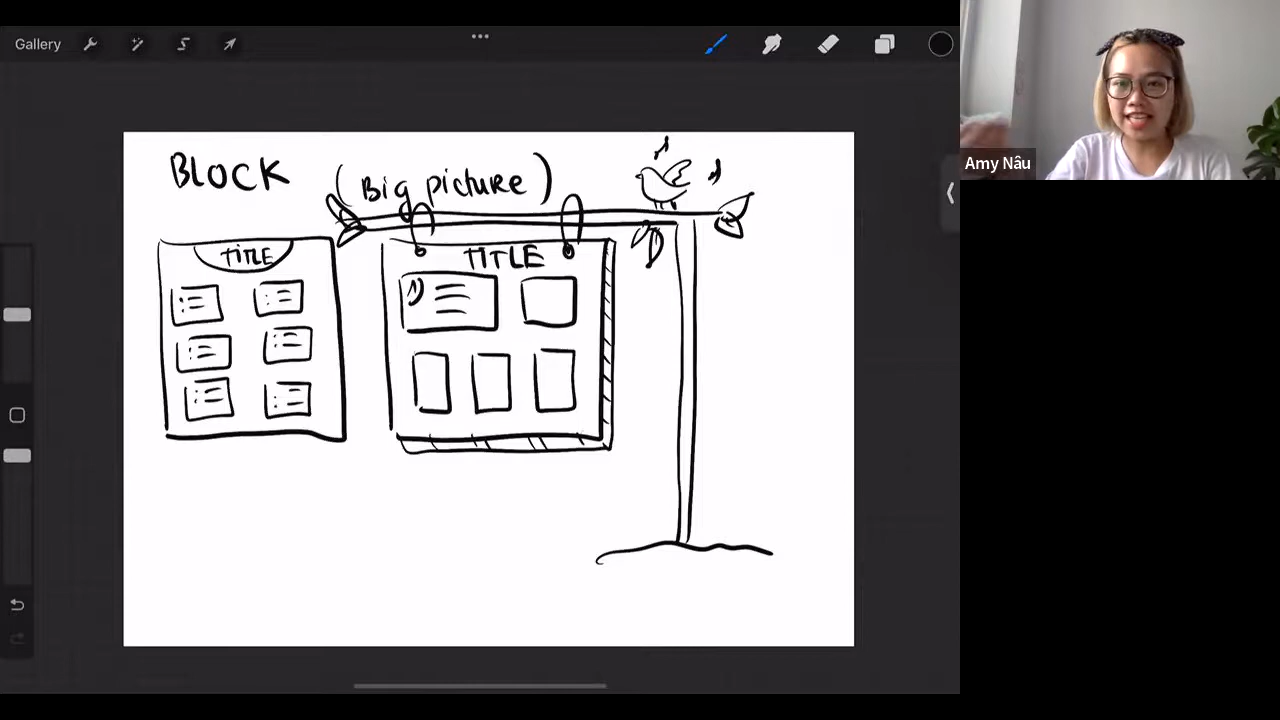 Gallery
BLOCK
(Big picture)
TITLE
TITLE
1)
Amy Nâu